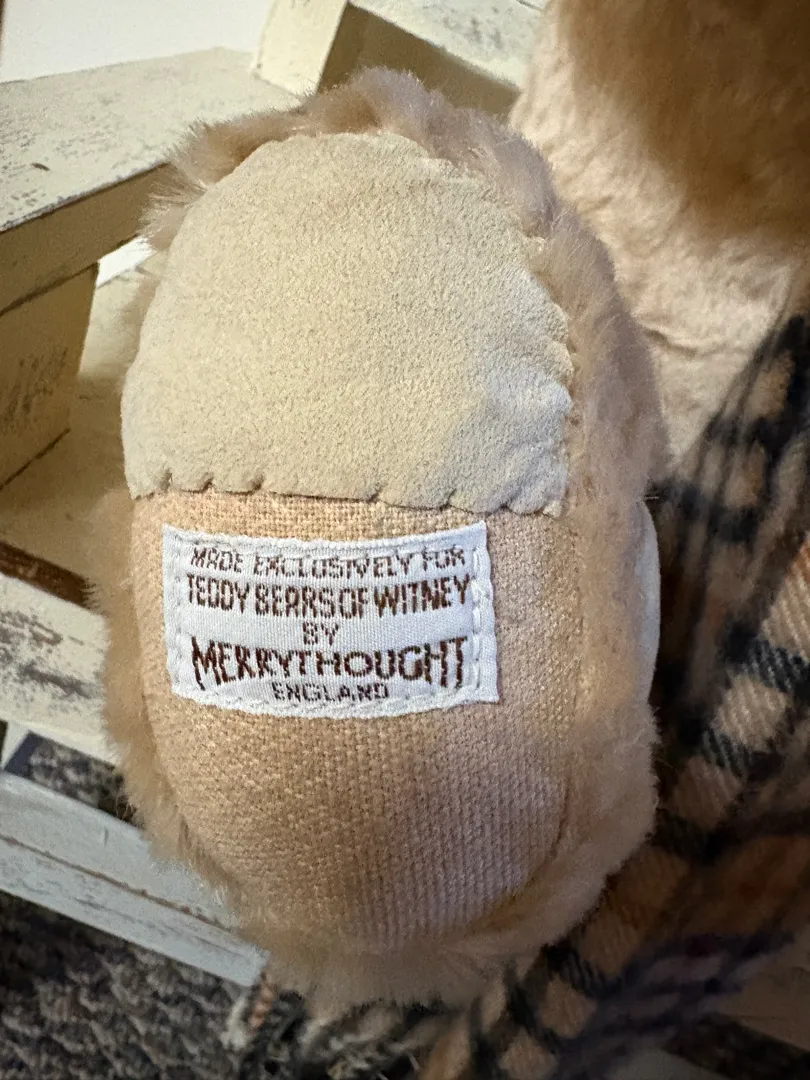 MADE EXCLUSIVELY FOR
TEDDY BEARS OF WITNEY
BY
MERRYTHOUGHT
ENGLAND